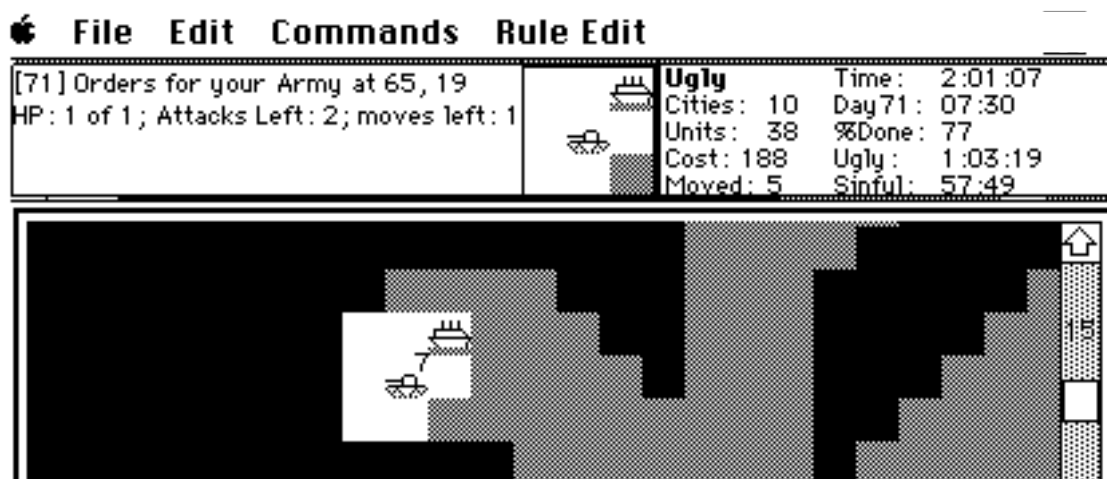 File Edit Commands Rule Edit
[71] Orders for your Army at 65, 19
HP: 1 of 1; Attacks Left: 2; moves left: 1
Ugly Time: 2:01:07
Cities: 10 Day71: 07:30
Units: 38 %Done: 77
Cost: 188 Ugly: 1:03:19
Moved: 5 Sinful: 57:49
15